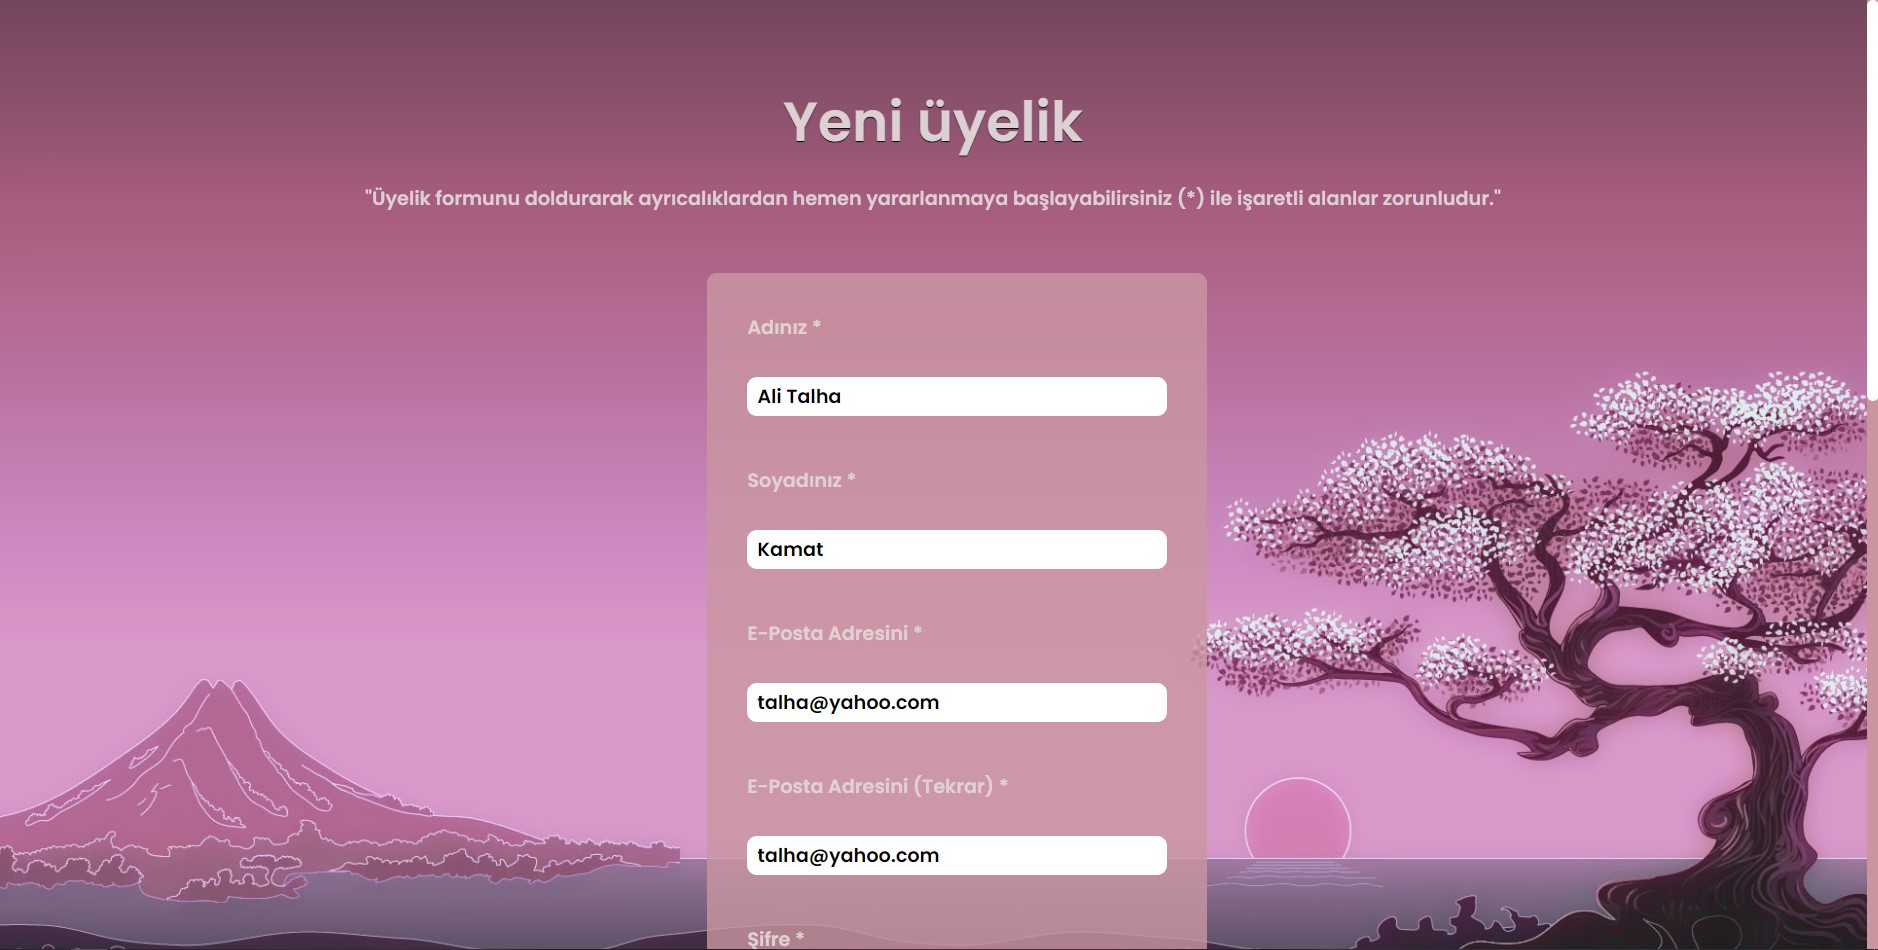 Yeni üyelik
"Üyelik formunu doldurarak ayrıcalıklardan hemen yararlanmaya başlayabilirsiniz (*) ile işaretli alanlar zorunludur."
Adınız *
Ali Talha
Soyadınız *
Kamat
E-Posta Adresini *
talha@yahoo.com
E-Posta Adresini (Tekrar) *
talha@yahoo.com
Şifre *